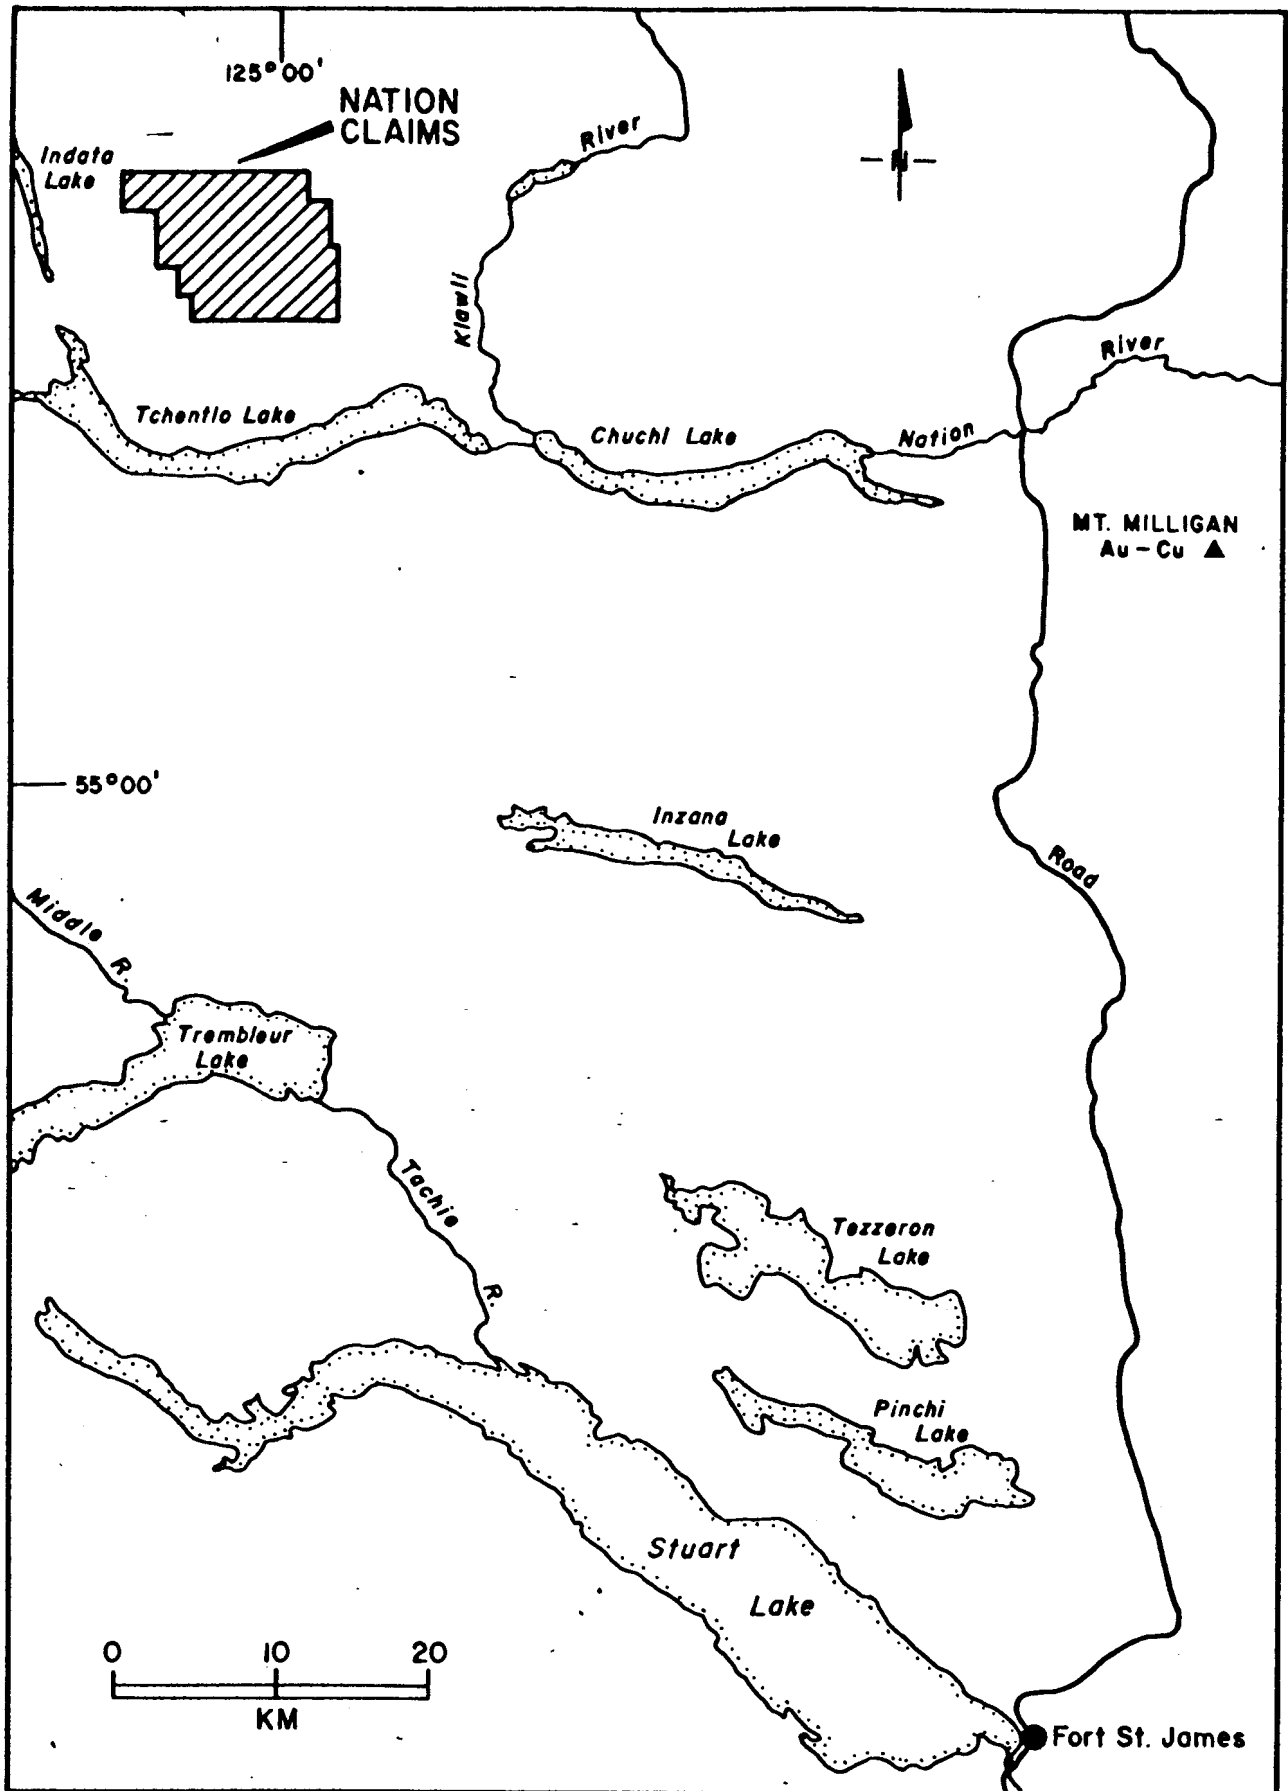 125°00'
NATION
CLAIMS
Indata
Lake
River
N
Klawli
River
Tchentlo Lake
Chuchi Lake
Nation
MT. MILLIGAN
Au - Cu
55°00'
Inzana
Lake
Road
Middle
R.
Trembleur
Lake
Tachie
R.
Tezzeron
Lake
Pinchi
Lake
Stuart
Lake
0 10 20
KM
Fort St. James